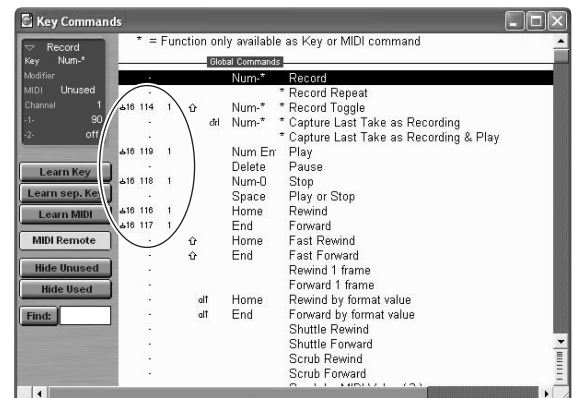 Key Commands
* = Function only available as Key or MIDI command
Record
Key Num-*
Modifier
MIDI Unused
Channel 1
-1- 90
-2- off
Learn Key
Learn sep. Key
Learn MIDI
MIDI Remote
Hide Unused
Hide Used
Find:
Global Commands
Num-* Record
* Record Repeat
16 114 1 Num-* * Record Toggle
ctrl Num-* * Capture Last Take as Recording
* Capture Last Take as Recording & Play
16 119 1 Num En Play
Delete Pause
16 118 1 Num-0 Stop
Space Play or Stop
16 116 1 Home Rewind
16 117 1 End Forward
Home Fast Rewind
End Fast Forward
Rewind 1 frame
Forward 1 frame
alt Home Rewind by format value
alt End Forward by format value
Shuttle Rewind
Shuttle Forward
Scrub Rewind
Scrub Forward